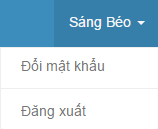 Sáng Béo
Đổi mật khẩu
Đăng xuất